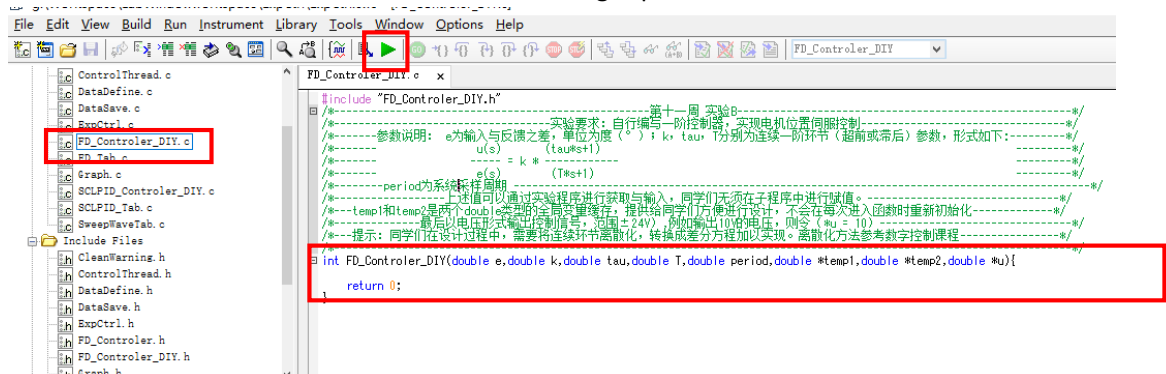 File Edit View Build Run Instrument Library Tools Window Options Help
FD_Controler_DIY
ControlThread.c
DataDefine.c
DataSave.c
ExpCtrl.c
FD_Controler_DIY.c
FD_Tab.c
Graph.c
SCLPID_Controler_DIY.c
SCLPID_Tab.c
SweepWaveTab.c
Include Files
CleanWarning.h
ControlThread.h
DataDefine.h
DataSave.h
ExpCtrl.h
FD_Controler.h
FD_Controler_DIY.h
Graph.h
FD_Controler_DIY.c x
#include "FD_Controler_DIY.h"
/*----------------------------------------第十一周 实验B------------------------------------------*/
/*-----------------------------实验要求：自行编写一阶控制器，实现电机位置伺服控制---------------------------*/
/*-------参数说明： e为输入与反馈之差，单位为度（°）；k，tau，T分别为连续一阶环节（超前或滞后）参数，形式如下：---------*/
/*------- u(s) (tau*s+1) ---------*/
/*------- ----- = k * ------------ ---------*/
/*------- e(s) (T*s+1) ---------*/
/*-------period为系统采样周期 ---------------------------------------------------------------------*/
/*---------------上述值可以通过实验程序进行获取与输入，同学们无须在子程序中进行赋值。-------------------------*/
/*---temp1和temp2是两个double类型的全局变量缓存，提供给同学们方便进行设计，不会在每次进入函数时重新初始化-----------*/
/*---------------最后以电压形式输出控制信号，范围±24V），例如输出10V的电压，则令（*u = 10）---------------------*/
/*---提示：同学们在设计过程中，需要将连续环节离散化，转换成差分方程加以实现。离散化方法参考数字控制课程--------------*/
int FD_Controler_DIY(double e,double k,double tau,double T,double period,double *temp1,double *temp2,double *u){
return 0;
}